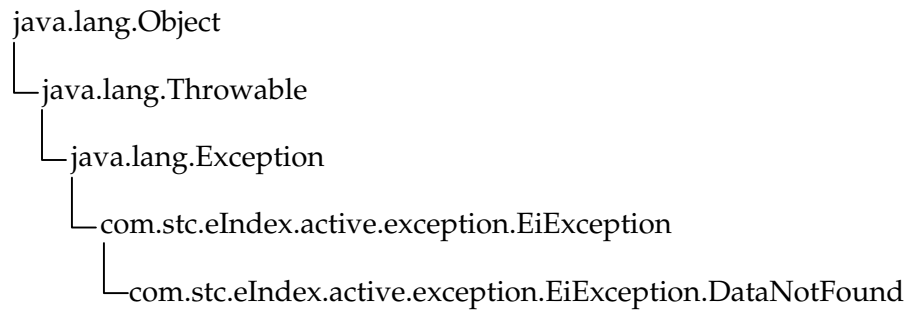 java.lang.Object
java.lang.Throwable
java.lang.Exception
com.stc.eIndex.active.exception.EiException
com.stc.eIndex.active.exception.EiException.DataNotFound